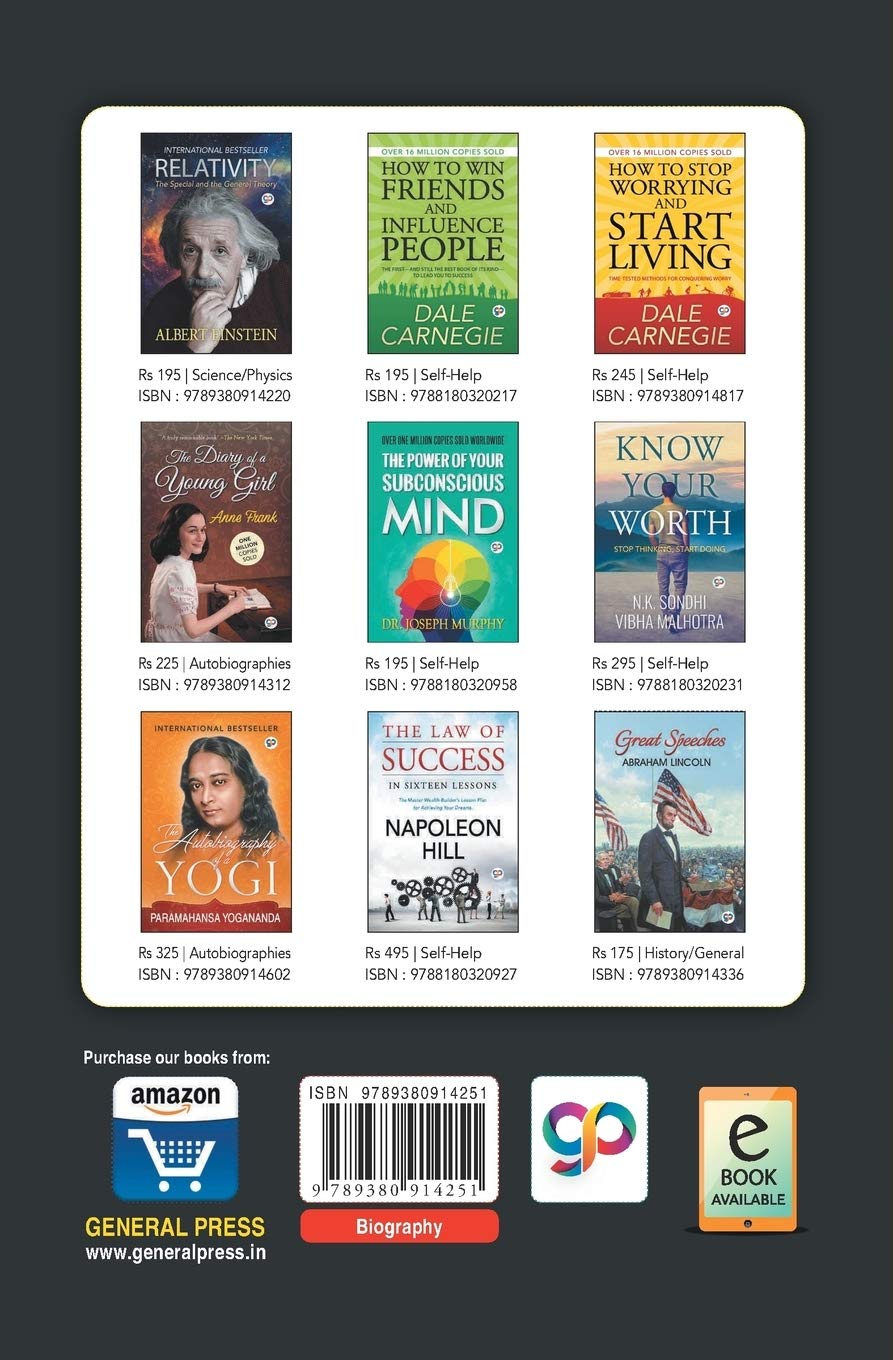 INTERNATIONAL BESTSELLER
RELATIVITY
The Special and the General Theory
gp
ALBERT EINSTEIN
Rs 195 | Science/Physics
ISBN : 9789380914220
OVER 16 MILLION COPIES SOLD
HOW TO WIN
FRIENDS
AND
INFLUENCE
PEOPLE
THE FIRST—AND STILL THE BEST BOOK OF ITS KIND—
TO LEAD YOU TO SUCCESS
gp
DALE
CARNEGIE
Rs 195 | Self-Help
ISBN : 9788180320217
OVER 16 MILLION COPIES SOLD
HOW TO STOP
WORRYING
AND
START
LIVING
TIME-TESTED METHODS FOR CONQUERING WORRY
gp
DALE
CARNEGIE
Rs 245 | Self-Help
ISBN : 9789380914817
'A truly remarkable book' —The New York Times
The Diary of a
Young Girl
Anne Frank
ONE
MILLION
COPIES
SOLD
gp
Rs 225 | Autobiographies
ISBN : 9789380914312
OVER ONE MILLION COPIES SOLD WORLDWIDE
THE POWER OF YOUR
SUBCONSCIOUS
MIND
gp
DR. JOSEPH MURPHY
Rs 195 | Self-Help
ISBN : 9788180320958
KNOW
YOUR
WORTH
STOP THINKING, START DOING
gp
N.K. SONDHI
VIBHA MALHOTRA
Rs 295 | Self-Help
ISBN : 9788180320231
INTERNATIONAL BESTSELLER
gp
The
Autobiography
of a
YOGI
PARAMAHANSA YOGANANDA
Rs 325 | Autobiographies
ISBN : 9789380914602
THE LAW OF
SUCCESS
IN SIXTEEN LESSONS
The Master Wealth-Builder's Lesson Plan
for Achieving Your Dreams.
NAPOLEON
HILL
gp
Rs 495 | Self-Help
ISBN : 9788180320927
Great Speeches
ABRAHAM LINCOLN
gp
Rs 175 | History/General
ISBN : 9789380914336
Purchase our books from:
amazon
GENERAL PRESS
www.generalpress.in
ISBN 9789380914251
9 789380 914251
Biography
gp
e
BOOK
AVAILABLE